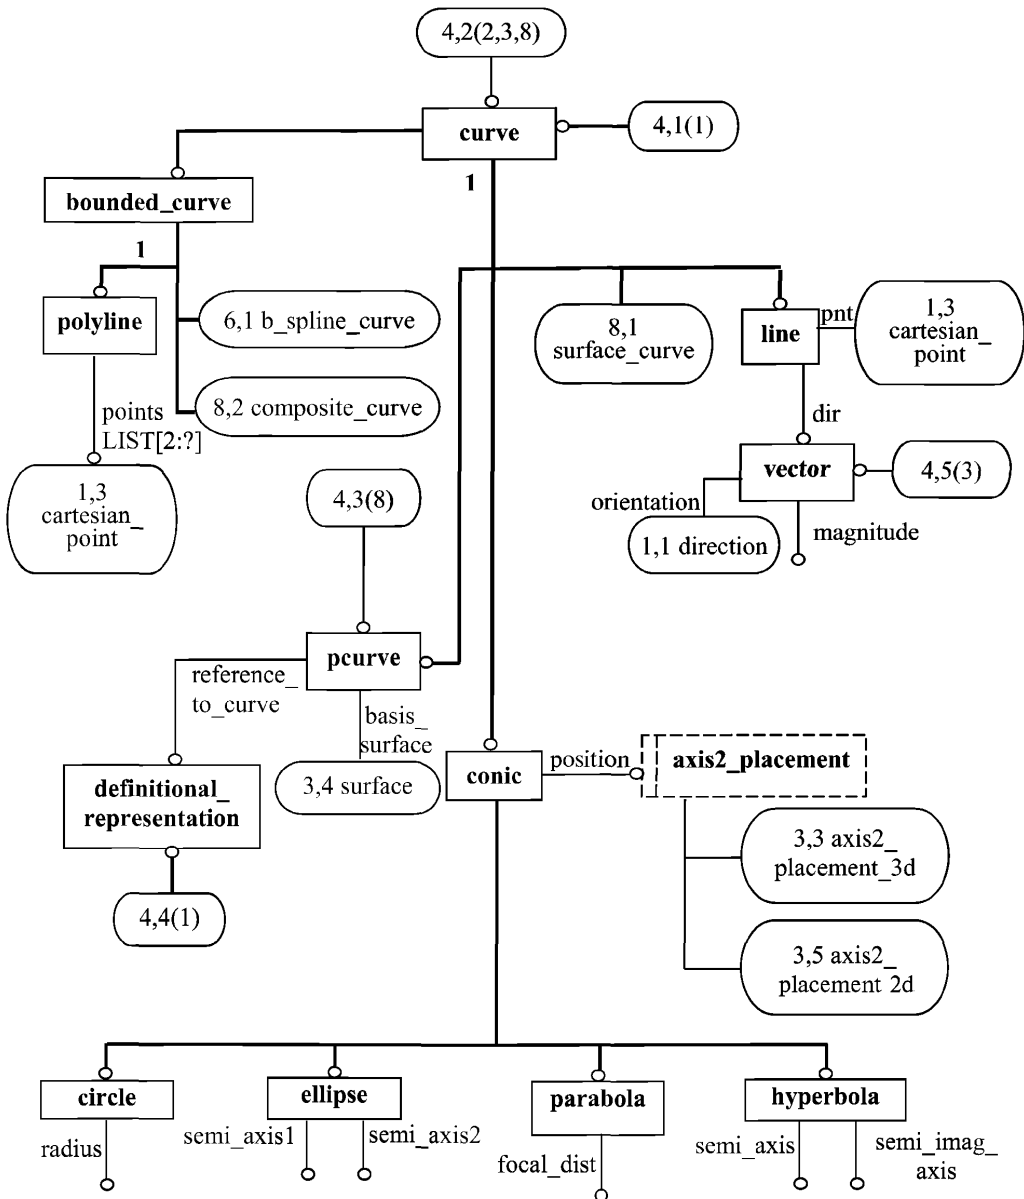 4,2(2,3,8)
curve
4,1(1)
1
bounded_curve
1
polyline
6,1 b_spline_curve
8,1
surface_curve
line
pnt
1,3
cartesian_
point
8,2 composite_curve
points
LIST[2:?]
dir
1,3
cartesian_
point
4,3(8)
vector
4,5(3)
orientation
1,1 direction
magnitude
pcurve
reference_
to_curve
basis_
surface
3,4 surface
definitional_
representation
4,4(1)
conic
position
axis2_placement
3,3 axis2_
placement_3d
3,5 axis2_
placement 2d
circle
ellipse
parabola
hyperbola
radius
semi_axis1
semi_axis2
focal_dist
semi_axis
semi_imag_
axis